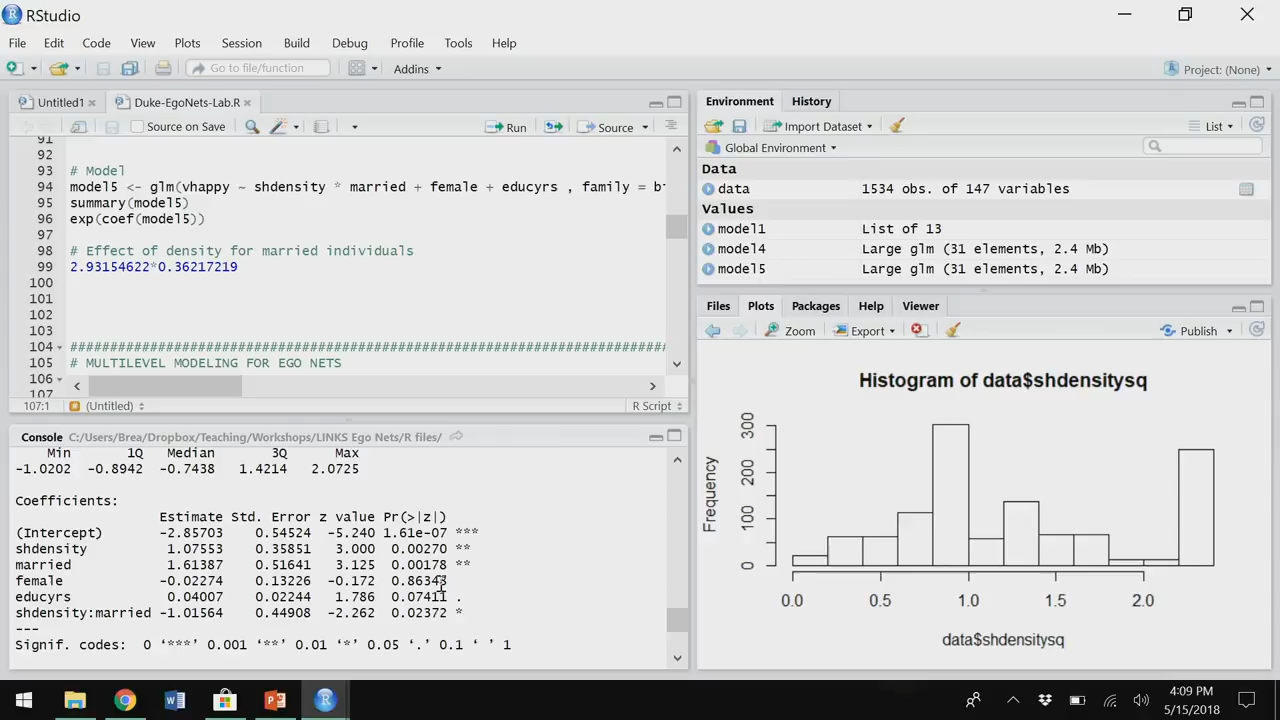 RStudio
File Edit Code View Plots Session Build Debug Profile Tools Help
Go to file/function Addins Project: (None)
Untitled1 Duke-EgoNets-Lab.R
Source on Save Run Source
91
92
93 # Model
94 model5 <- glm(vhappy ~ shdensity * married + female + educyrs , family = b
95 summary(model5)
96 exp(coef(model5))
97
98 # Effect of density for married individuals
99 2.93154622*0.36217219
100
101
102
103
104 ####################################################################
105 # MULTILEVEL MODELING FOR EGO NETS
106
107
107:1 (Untitled) R Script
Console C:/Users/Brea/Dropbox/Teaching/Workshops/LINKS Ego Nets/R files/
Min 1Q Median 3Q Max
-1.0202 -0.8942 -0.7438 1.4214 2.0725
Coefficients:
Estimate Std. Error z value Pr(>|z|)
(Intercept) -2.85703 0.54524 -5.240 1.61e-07 ***
shdensity 1.07553 0.35851 3.000 0.00270 **
married 1.61387 0.51641 3.125 0.00178 **
female -0.02274 0.13226 -0.172 0.86343
educyrs 0.04007 0.02244 1.786 0.07411 .
shdensity:married -1.01564 0.44908 -2.262 0.02372 *
---
Signif. codes: 0 ‘***’ 0.001 ‘**’ 0.01 ‘*’ 0.05 ‘.’ 0.1 ‘ ’ 1
Environment History
Import Dataset List
Global Environment
Data
data 1534 obs. of 147 variables
Values
model1 List of 13
model4 Large glm (31 elements, 2.4 Mb)
model5 Large glm (31 elements, 2.4 Mb)
Files Plots Packages Help Viewer
Zoom Export Publish
Histogram of data$shdensitysq
Frequency
300
200
100
0
0.0 0.5 1.0 1.5 2.0
data$shdensitysq
4:09 PM
5/15/2018